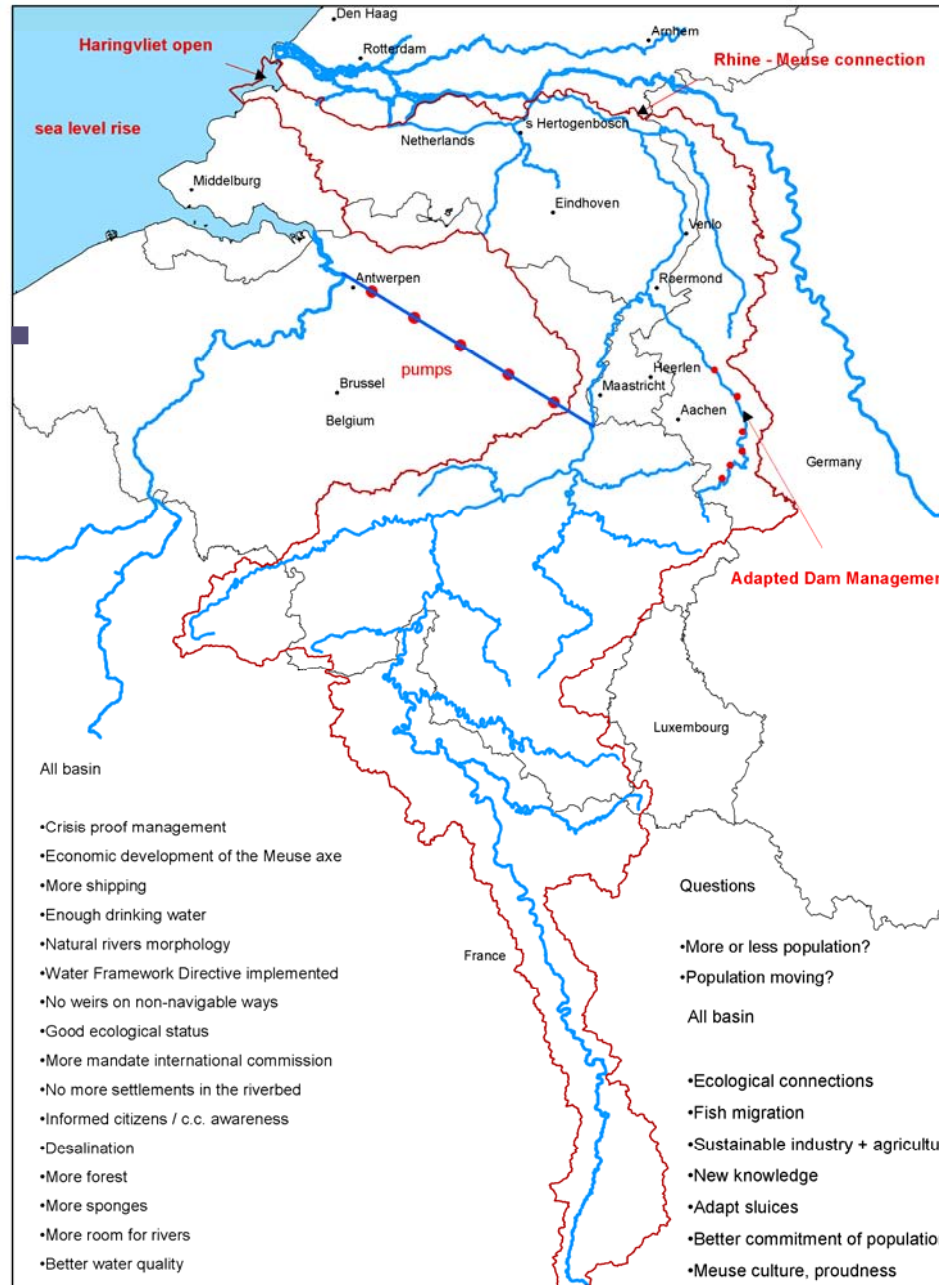 Den Haag
Arnhem
Haringvliet open
Rotterdam
Rhine - Meuse connection
sea level rise
s Hertogenbosch
Netherlands
Middelburg
Eindhoven
Venlo
Antwerpen
Roermond
pumps
Heerlen
Maastricht
Brussel
Aachen
Belgium
Germany
Adapted Dam Managemen
Luxembourg
France
All basin
•Crisis proof management
•Economic development of the Meuse axe
•More shipping
•Enough drinking water
•Natural rivers morphology
•Water Framework Directive implemented
•No weirs on non-navigable ways
•Good ecological status
•More mandate international commission
•No more settlements in the riverbed
•Informed citizens / c.c. awareness
•Desalination
•More forest
•More sponges
•More room for rivers
•Better water quality
Questions
•More or less population?
•Population moving?
All basin
•Ecological connections
•Fish migration
•Sustainable industry + agricultu
•New knowledge
•Adapt sluices
•Better commitment of population
•Meuse culture, proudness